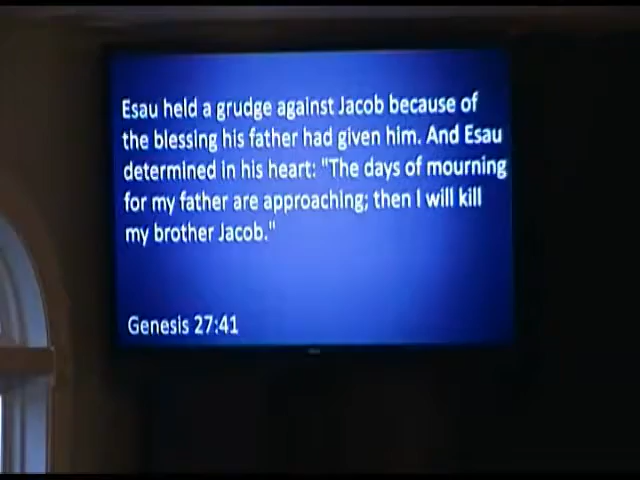 Esau held a grudge against Jacob because of
the blessing his father had given him. And Esau
determined in his heart: "The days of mourning
for my father are approaching; then I will kill
my brother Jacob."
Genesis 27:41